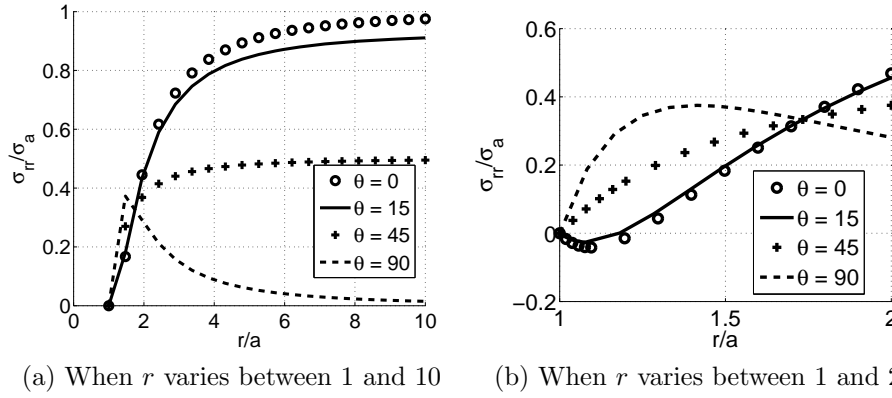 1
0.8
0.6
0.4
0.2
0
σrr/σa
0 2 4 6 8 10
r/a
θ = 0
θ = 15
θ = 45
θ = 90
(a) When r varies between 1 and 10
0.6
0.4
0.2
0
−0.2
σrr/σa
1 1.5 2
r/a
θ = 0
θ = 15
θ = 45
θ = 90
(b) When r varies between 1 and 2